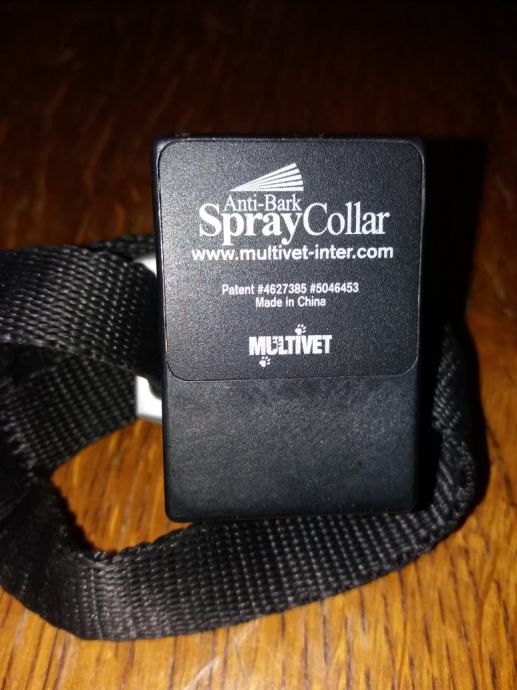 Anti-Bark
SprayCollar
www.multivet-inter.com
Patent #4627385 #5046453
Made in China
MULTIVET